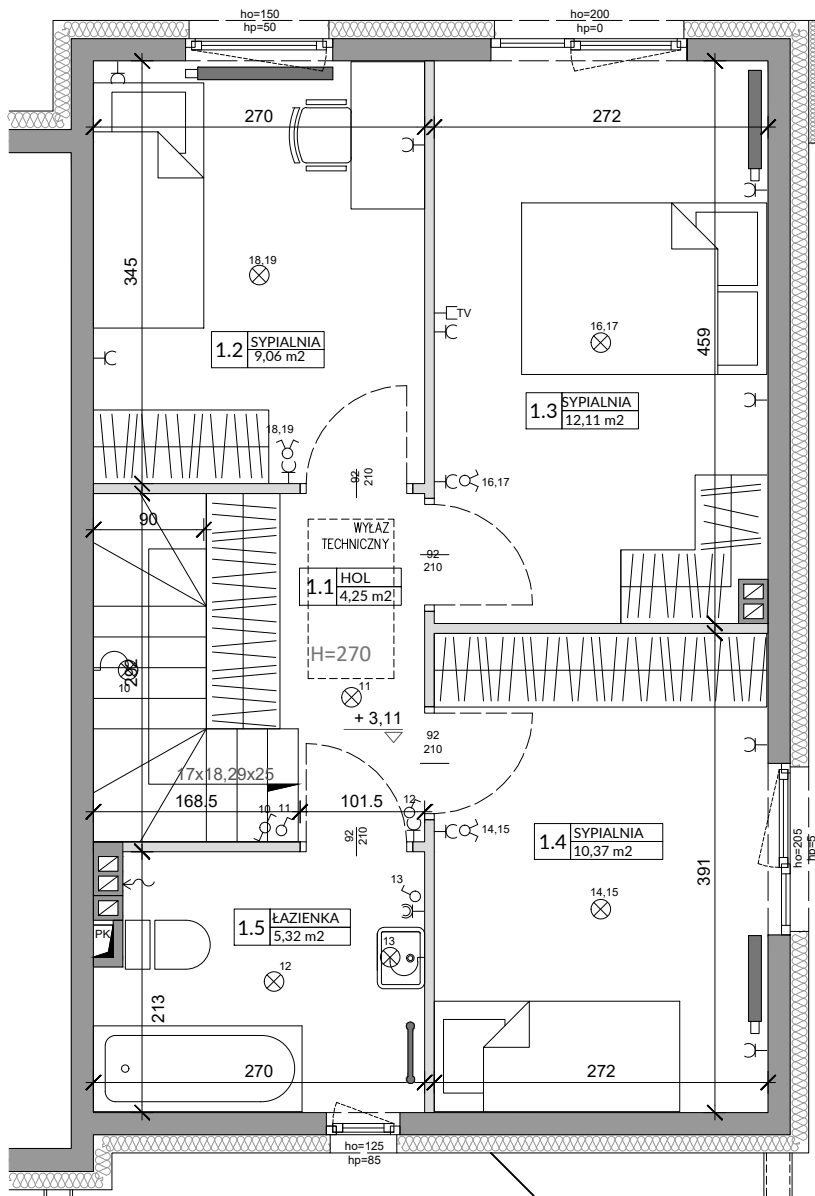 ho=150
hp=50
ho=200
hp=0
270
272
345
18,19
TV
16,17
459
1.2 SYPIALNIA
9,06 m2
1.3 SYPIALNIA
12,11 m2
18,19
92
210
16,17
90
WYŁAZ
TECHNICZNY
92
210
1.1 HOL
4,25 m2
H=270
292
10
11
+ 3,11
92
210
17x18,29x25
168.5
101.5
10
11
12
92
210
14,15
1.4 SYPIALNIA
10,37 m2
391
ho=205
hp=5
13
14,15
1.5 ŁAZIENKA
5,32 m2
PK
13
12
213
270
272
ho=125
hp=85